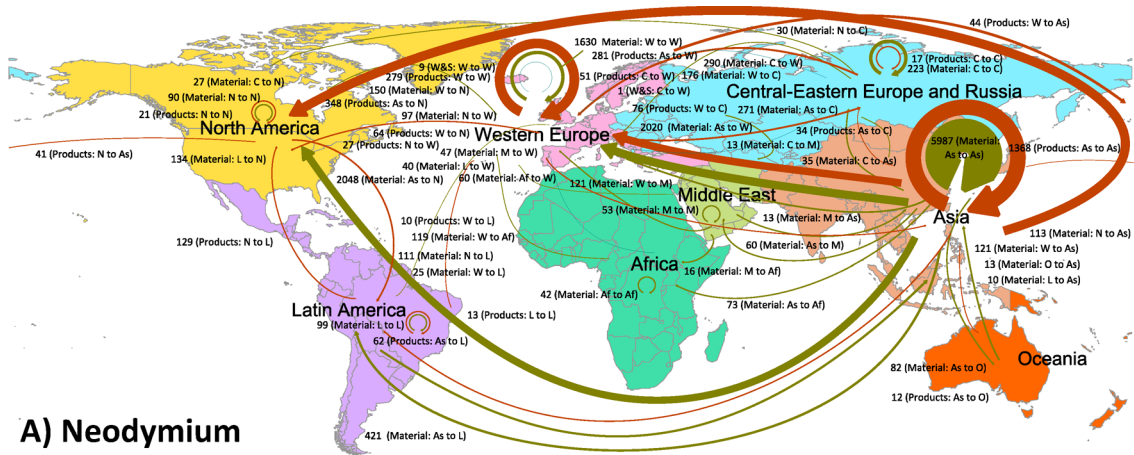 44 (Products: W to As)
30 (Material: N to C)
1630 Material: W to W)
281 (Products: As to W)
290 (Material: C to W)
17 (Products: C to C)
223 (Material: C to C)
9 (W&S: W to W)
279 (Products: W to W)
51 (Products: C to W)
176 (Material: W to C)
27 (Material: C to N)
150 (Material: W to N)
1 (W&S: C to W)
Central-Eastern Europe and Russia
90 (Material: N to N)
348 (Products: As to N)
76 (Products: W to C)
271 (Material: As to C)
21 (Products: N to N)
97 (Material: N to W)
North America
64 (Products: W to N)
Western Europe
2020 (Material: As to W)
34 (Products: As to C)
5987 (Material: As to As)
1368 (Products: As to As)
27 (Products: N to W)
13 (Material: C to M)
41 (Products: N to As)
47 (Material: M to W)
35 (Material: C to As)
134 (Material: L to N)
40 (Material: L to W)
2048 (Material: As to N)
60 (Material: Af to W)
121 (Material: W to M)
Middle East
53 (Material: M to M)
13 (Material: M to As)
Asia
10 (Products: W to L)
113 (Material: N to As)
129 (Products: N to L)
119 (Material: W to Af)
60 (Material: As to M)
121 (Material: W to As)
111 (Material: N to L)
13 (Material: O to As)
Africa
25 (Material: W to L)
16 (Material: M to Af)
10 (Material: L to As)
42 (Material: Af to Af)
73 (Material: As to Af)
Latin America
13 (Products: L to L)
99 (Material: L to L)
62 (Products: As to L)
Oceania
82 (Material: As to O)
12 (Products: As to O)
A) Neodymium
421 (Material: As to L)